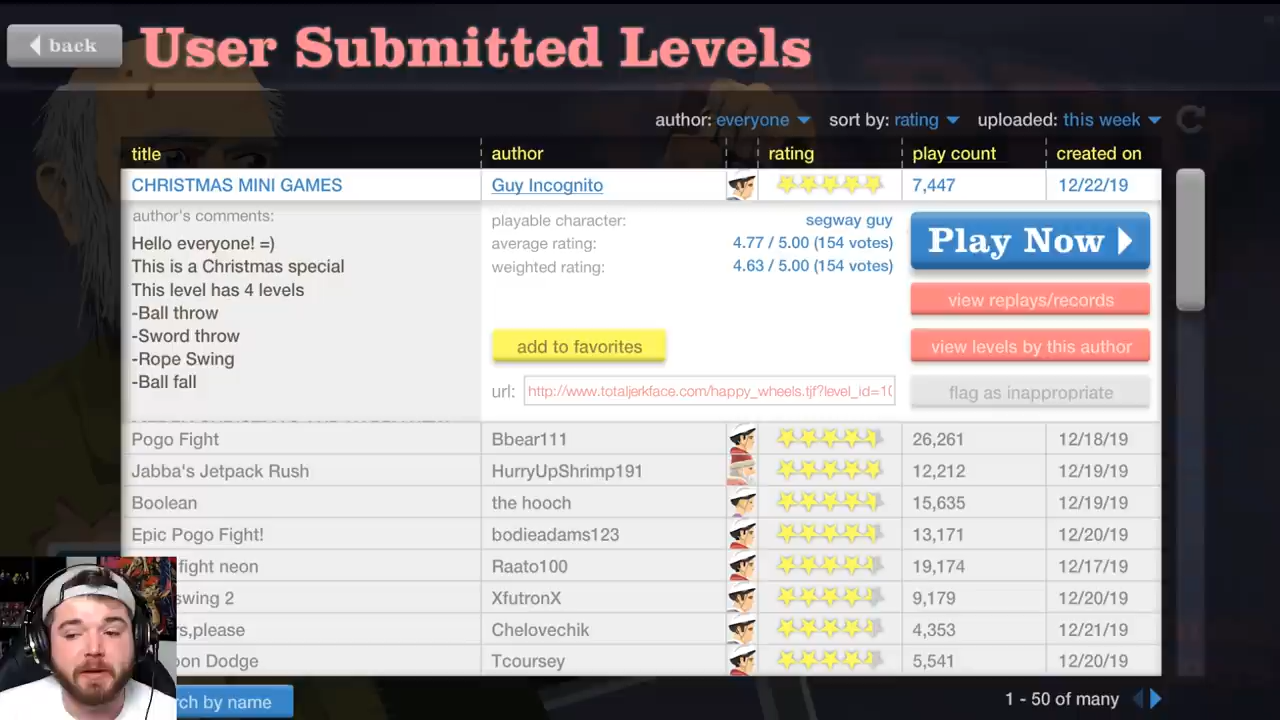 back
User Submitted Levels
author: everyone sort by: rating uploaded: this week
title author rating play count created on
CHRISTMAS MINI GAMES Guy Incognito 7,447 12/22/19
author's comments:
Hello everyone! =)
This is a Christmas special
This level has 4 levels
-Ball throw
-Sword throw
-Rope Swing
-Ball fall
playable character: segway guy
average rating: 4.77 / 5.00 (154 votes)
weighted rating: 4.63 / 5.00 (154 votes)
add to favorites
url: http://www.totaljerkface.com/happy_wheels.tjf?level_id=1(
Play Now
view replays/records
view levels by this author
flag as inappropriate
Pogo Fight Bbear111 26,261 12/18/19
Jabba's Jetpack Rush HurryUpShrimp191 12,212 12/19/19
Boolean the hooch 15,635 12/19/19
Epic Pogo Fight! bodieadams123 13,171 12/20/19
fight neon Raato100 19,174 12/17/19
swing 2 XfutronX 9,179 12/20/19
rs,please Chelovechik 4,353 12/21/19
oon Dodge Tcoursey 5,541 12/20/19
rch by name
1 - 50 of many